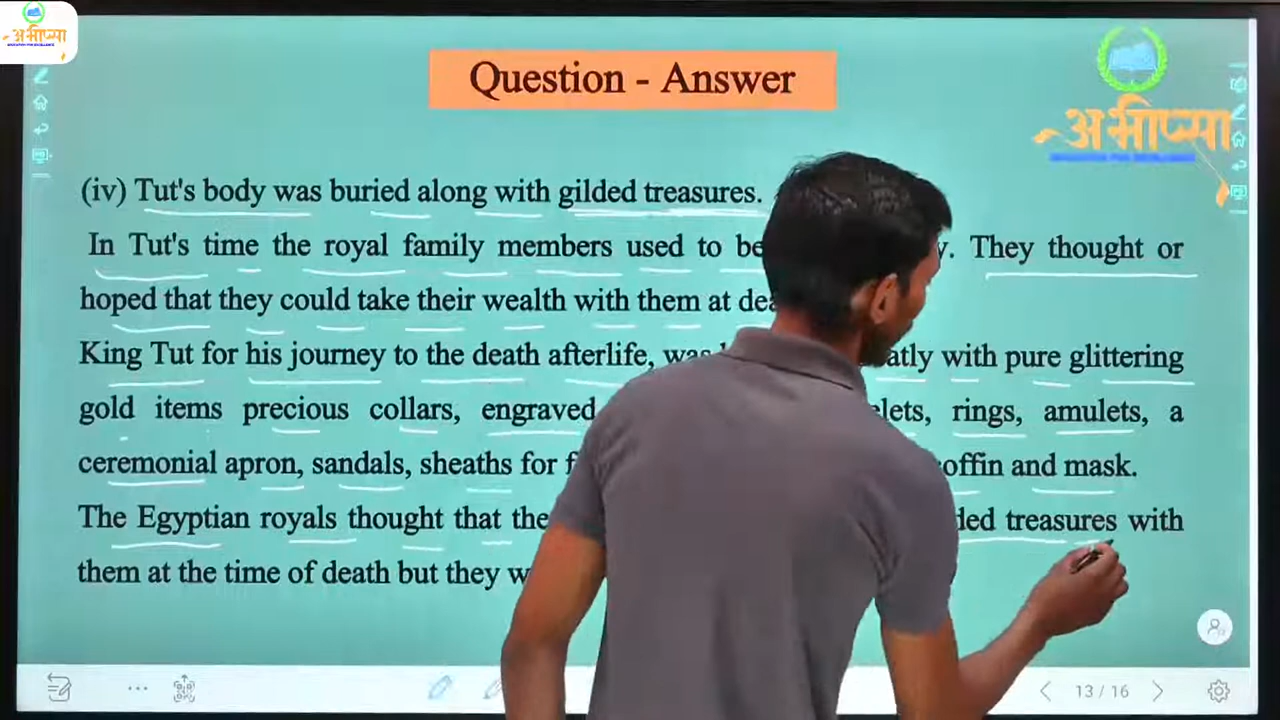 अभीप्सा
Question - Answer
अभीप्सा
(iv) Tut's body was buried along with gilded treasures.
In Tut's time the royal family members used to They thought or
hoped that they could take their wealth with them at
King Tut for his journey to the death afterlife, was with pure glittering
gold items precious collars, engraved rings, amulets, a
ceremonial apron, sandals, sheaths for and mask.
The Egyptian royals thought that treasures with
them at the time of death but they
13 / 16